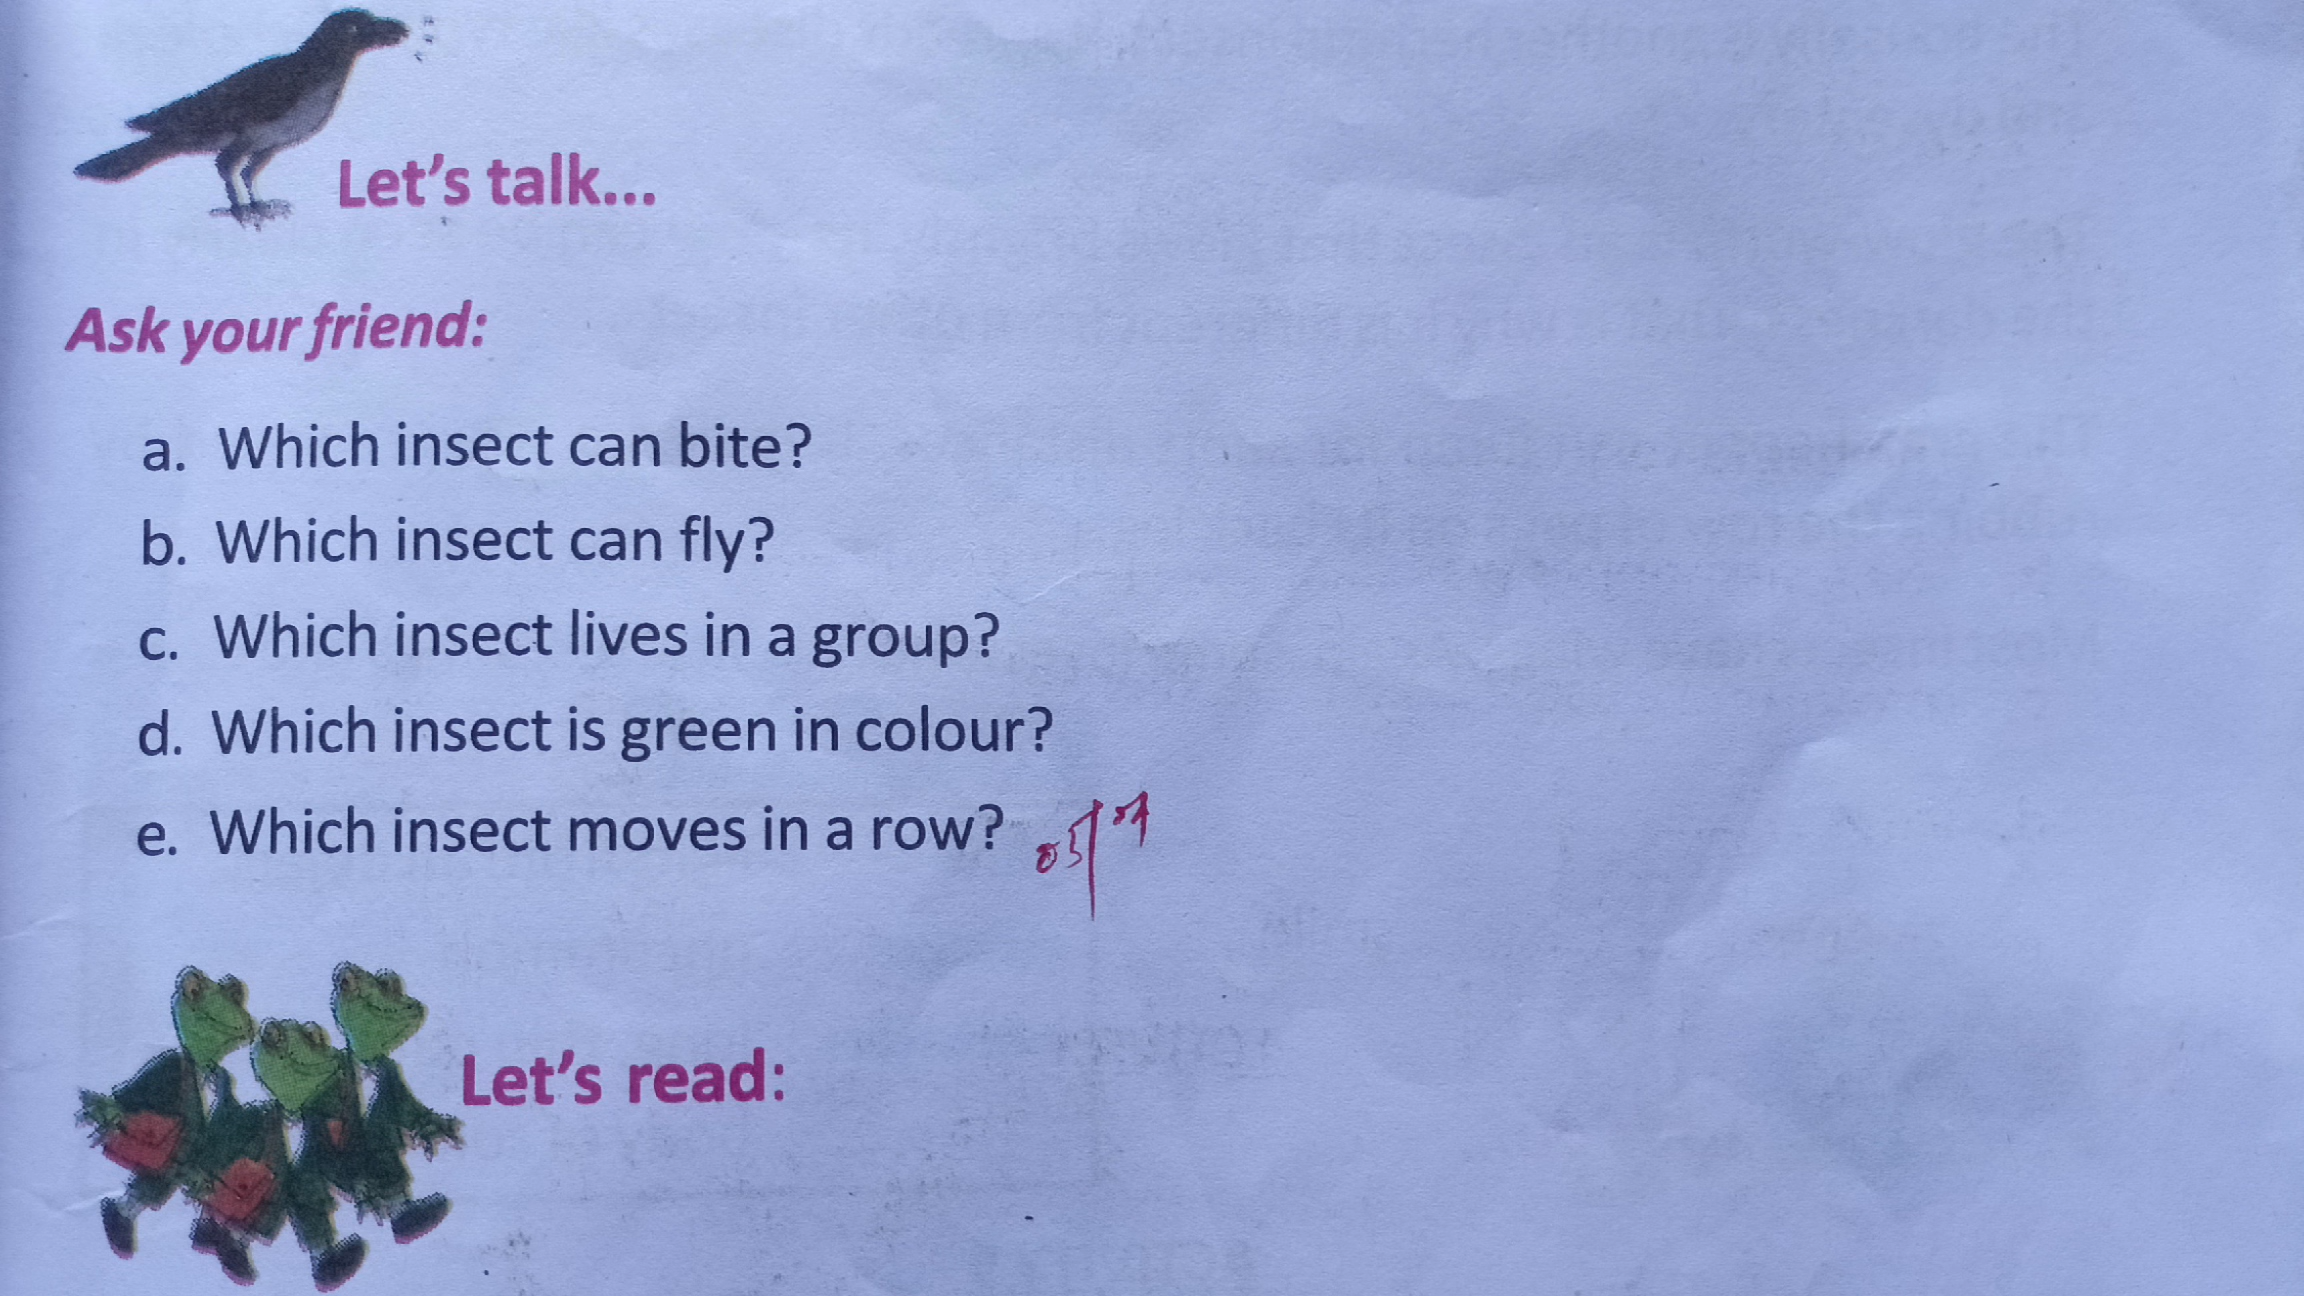 Let's talk...
Ask your friend:
a. Which insect can bite?
b. Which insect can fly?
c. Which insect lives in a group?
d. Which insect is green in colour?
e. Which insect moves in a row?
Let's read: